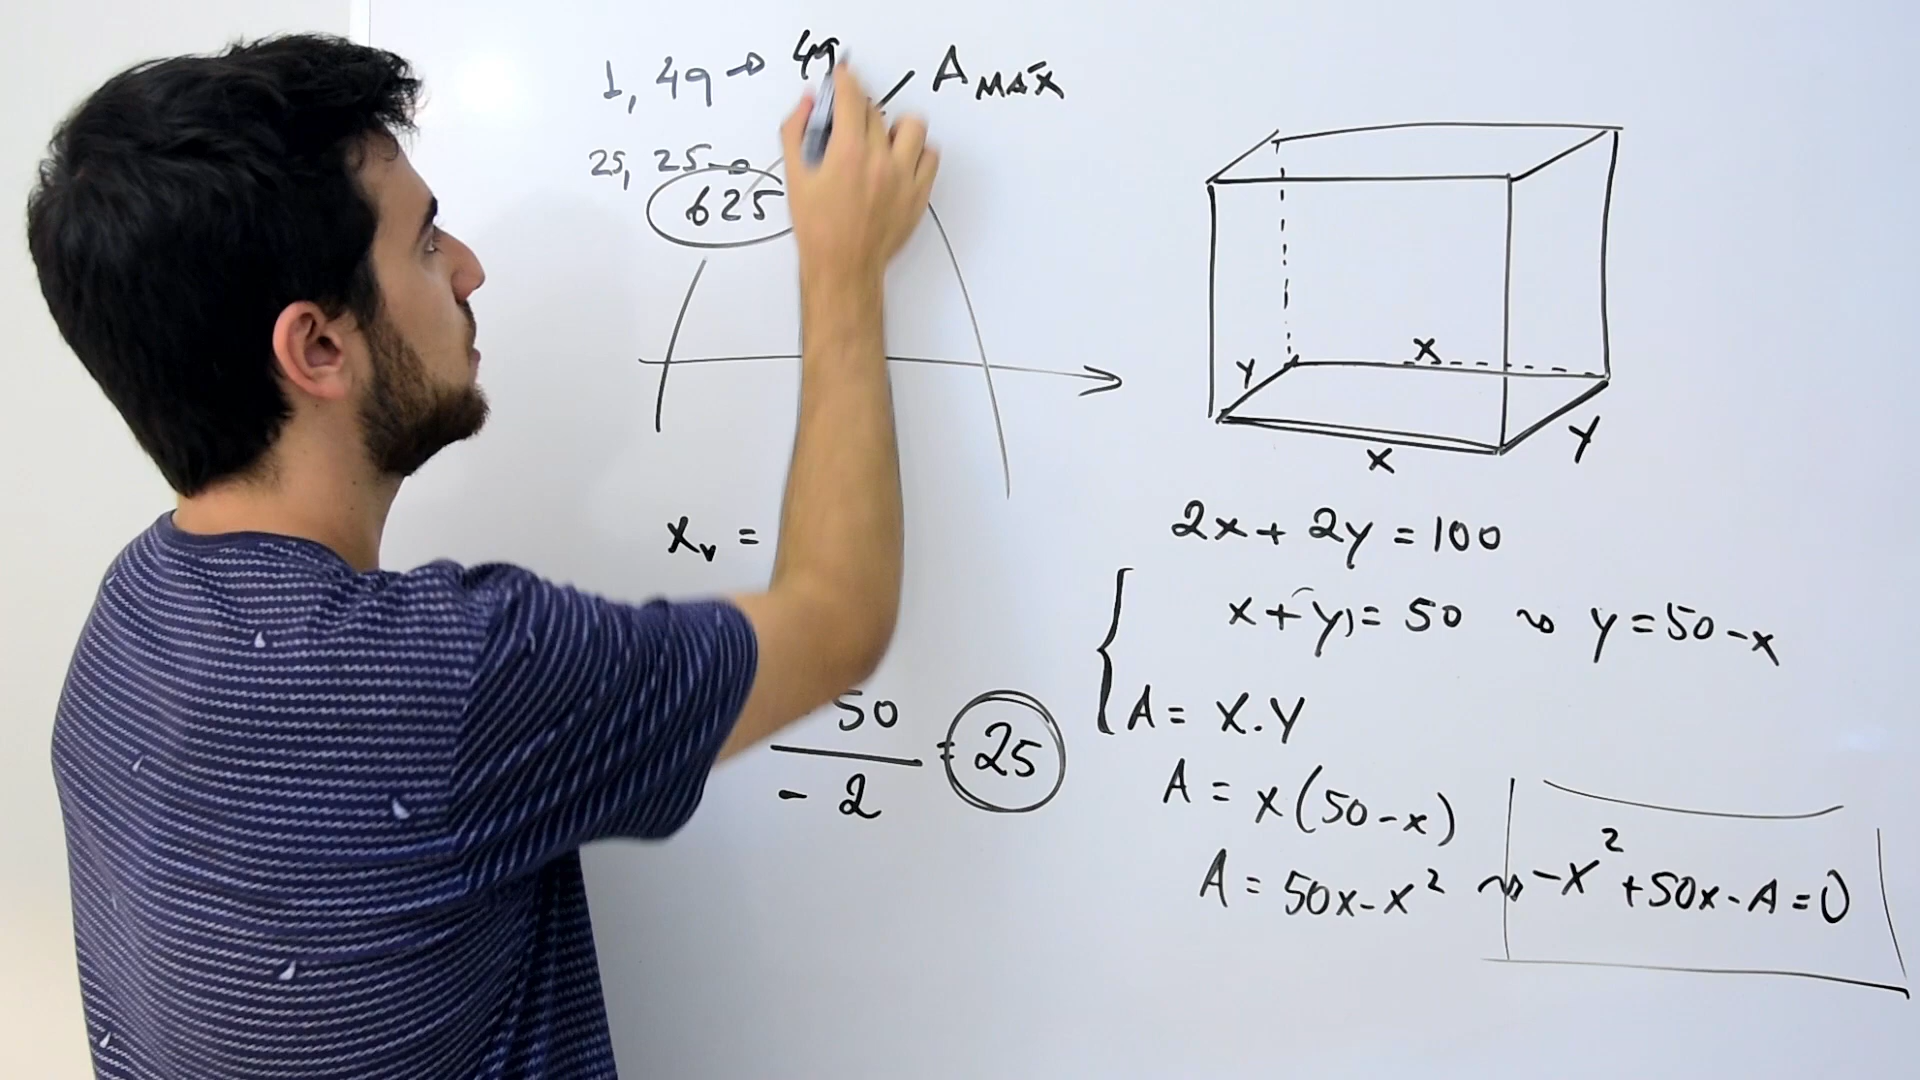 1, 49 → 49
A MÁX
25, 25 →
625
x
y
x
y
xᵥ =
50
- 2
= 25
2x + 2y = 100
x + y = 50 ⇝ y = 50 - x
A = x.y
A = x(50 - x)
A = 50x - x² ⇝ -x² + 50x - A = 0